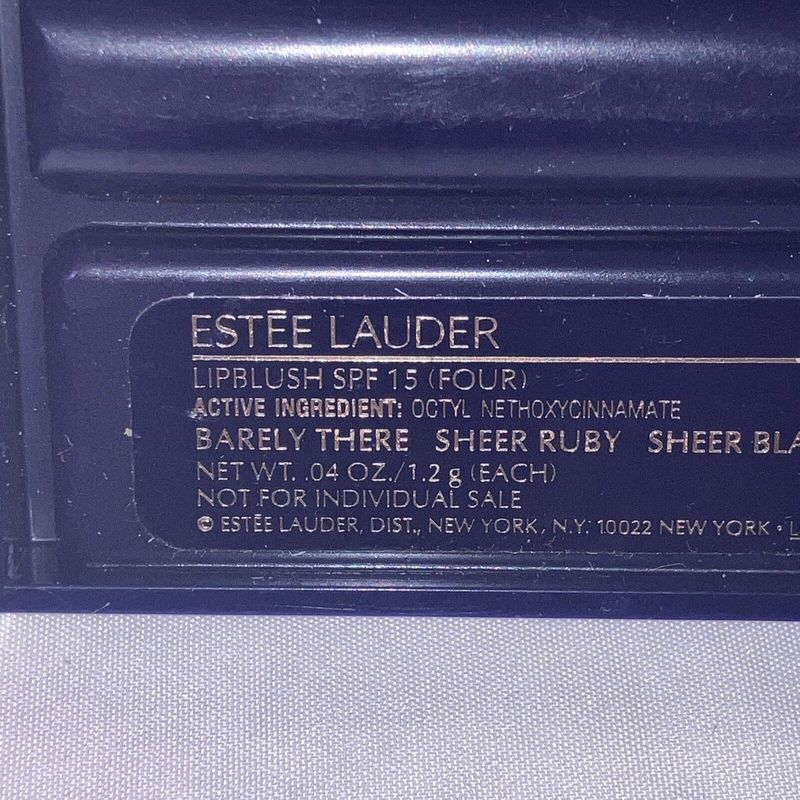 ESTĒE LAUDER
LIPBLUSH SPF 15 (FOUR)
ACTIVE INGREDIENT: OCTYL NETHOXYCINNAMATE
BARELY THERE SHEER RUBY SHEER BLA
NET WT. .04 OZ./1.2 g (EACH)
NOT FOR INDIVIDUAL SALE
© ESTĒE LAUDER, DIST., NEW YORK, N.Y. 10022 NEW YORK • L